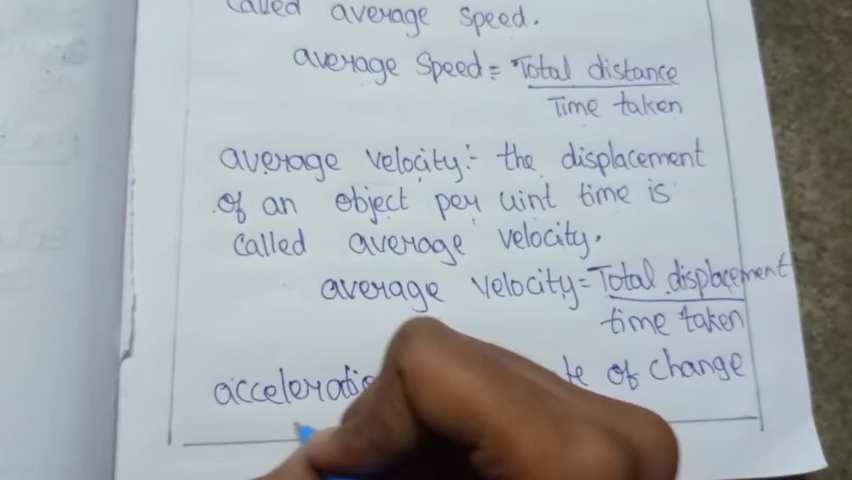 called average speed.
average Speed = Total distance
Time taken
average velocity:- the displacement
of an object per uint time is
called average velocity.
average velocity = Total displacement
time taken
acceleratio of change